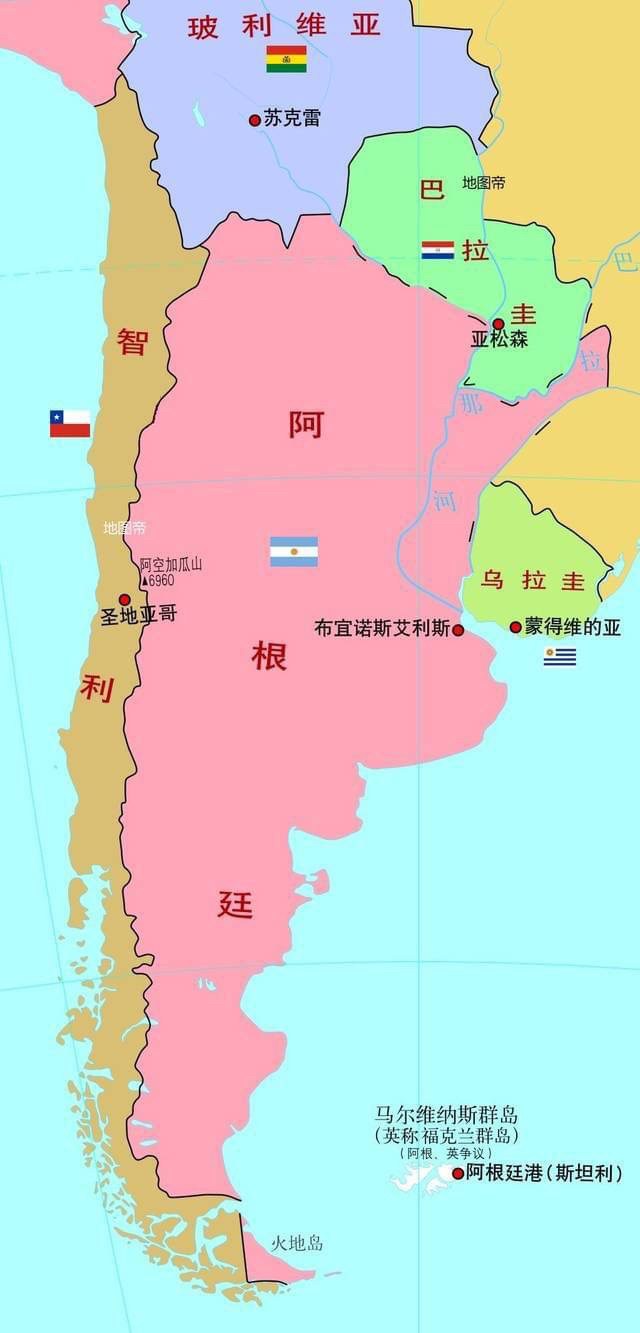 玻利维亚
苏克雷
巴拉圭
地图帝
亚松森
巴拉那河
智利
阿根廷
地图帝
阿空加瓜山
▲6960
圣地亚哥
乌拉圭
布宜诺斯艾利斯
蒙得维的亚
马尔维纳斯群岛
(英称福克兰群岛)
(阿根、英争议)
阿根廷港(斯坦利)
火地岛